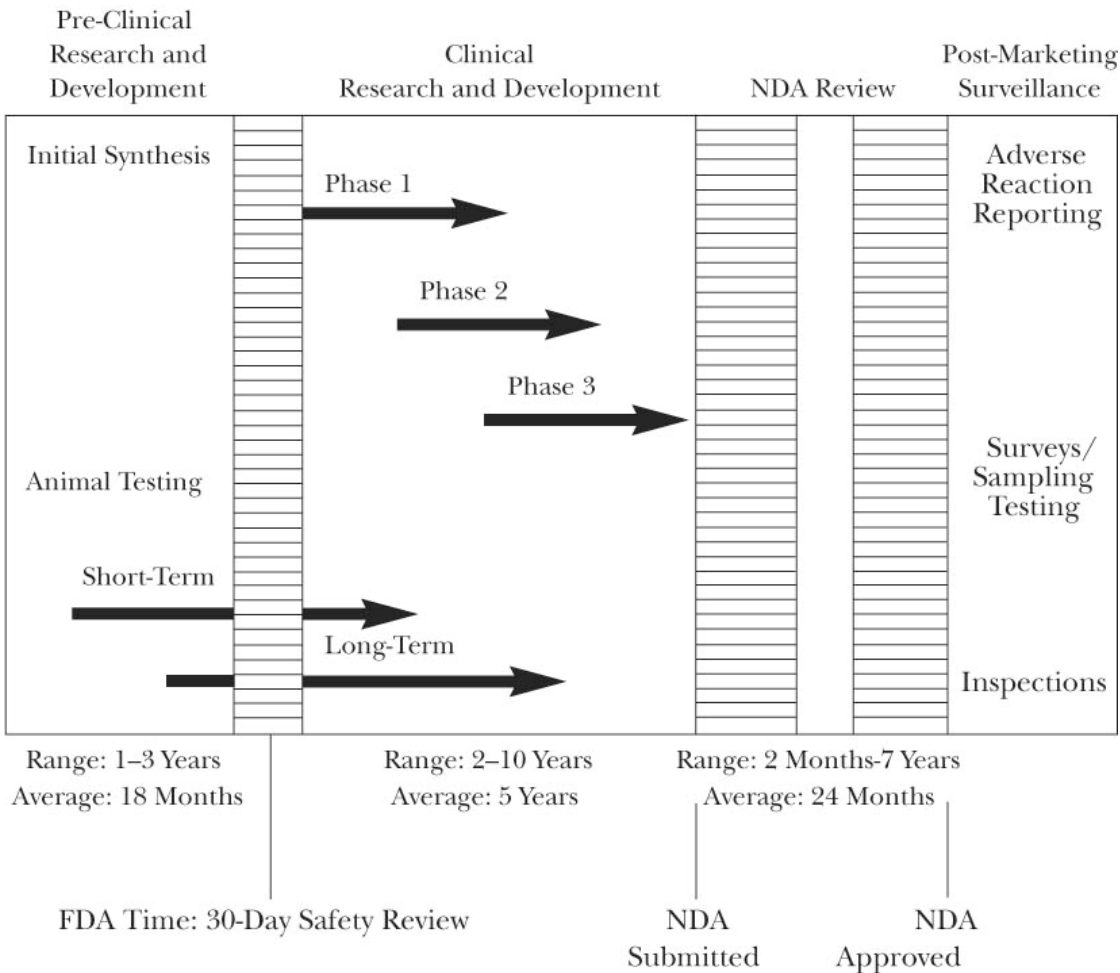 Pre-Clinical
Research and
Development
Clinical
Research and Development
NDA Review
Post-Marketing
Surveillance
Initial Synthesis
Phase 1
Adverse
Reaction
Reporting
Phase 2
Phase 3
Animal Testing
Surveys/
Sampling
Testing
Short-Term
Long-Term
Inspections
Range: 1–3 Years
Average: 18 Months
Range: 2–10 Years
Average: 5 Years
Range: 2 Months-7 Years
Average: 24 Months
FDA Time: 30-Day Safety Review
NDA
Submitted
NDA
Approved